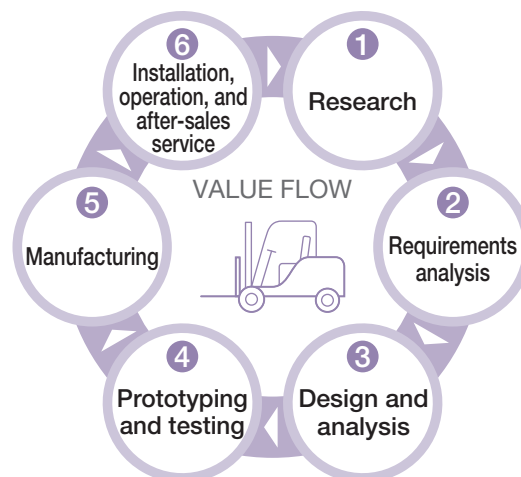 1
Research
2
Requirements
analysis
3
Design and
analysis
4
Prototyping
and testing
5
Manufacturing
6
Installation,
operation, and
after-sales
service
VALUE FLOW